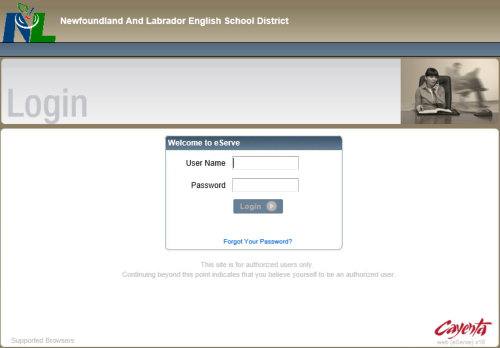 NL
Newfoundland And Labrador English School District
Login
Welcome to eServe
User Name
Password
Login
Forgot Your Password?
This site is for authorized users only.
Continuing beyond this point indicates that you believe yourself to be an authorized user.
Cayenta
Supported Browsers
web (eServe) v18